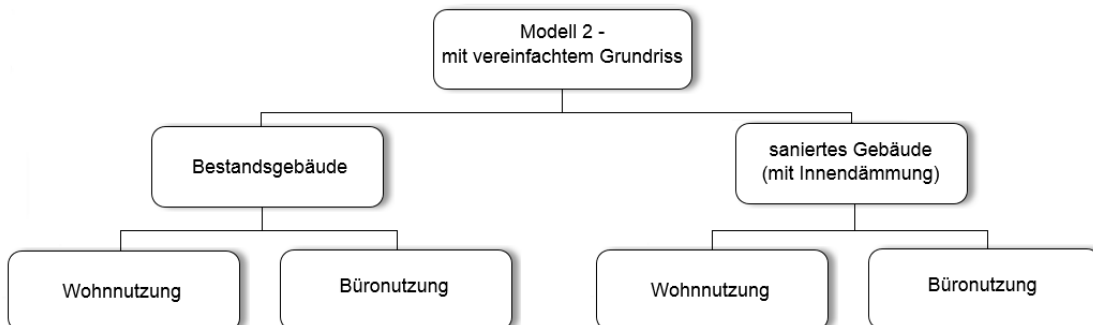 Modell 2 -
mit vereinfachtem Grundriss
Bestandsgebäude
saniertes Gebäude
(mit Innendämmung)
Wohnnutzung
Büronutzung
Wohnnutzung
Büronutzung